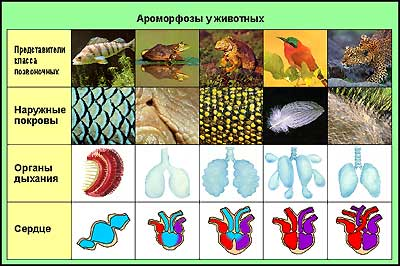 Ароморфозы у животных
Представители
класса
позвоночных
Наружные
покровы
Органы
дыхания
Сердце